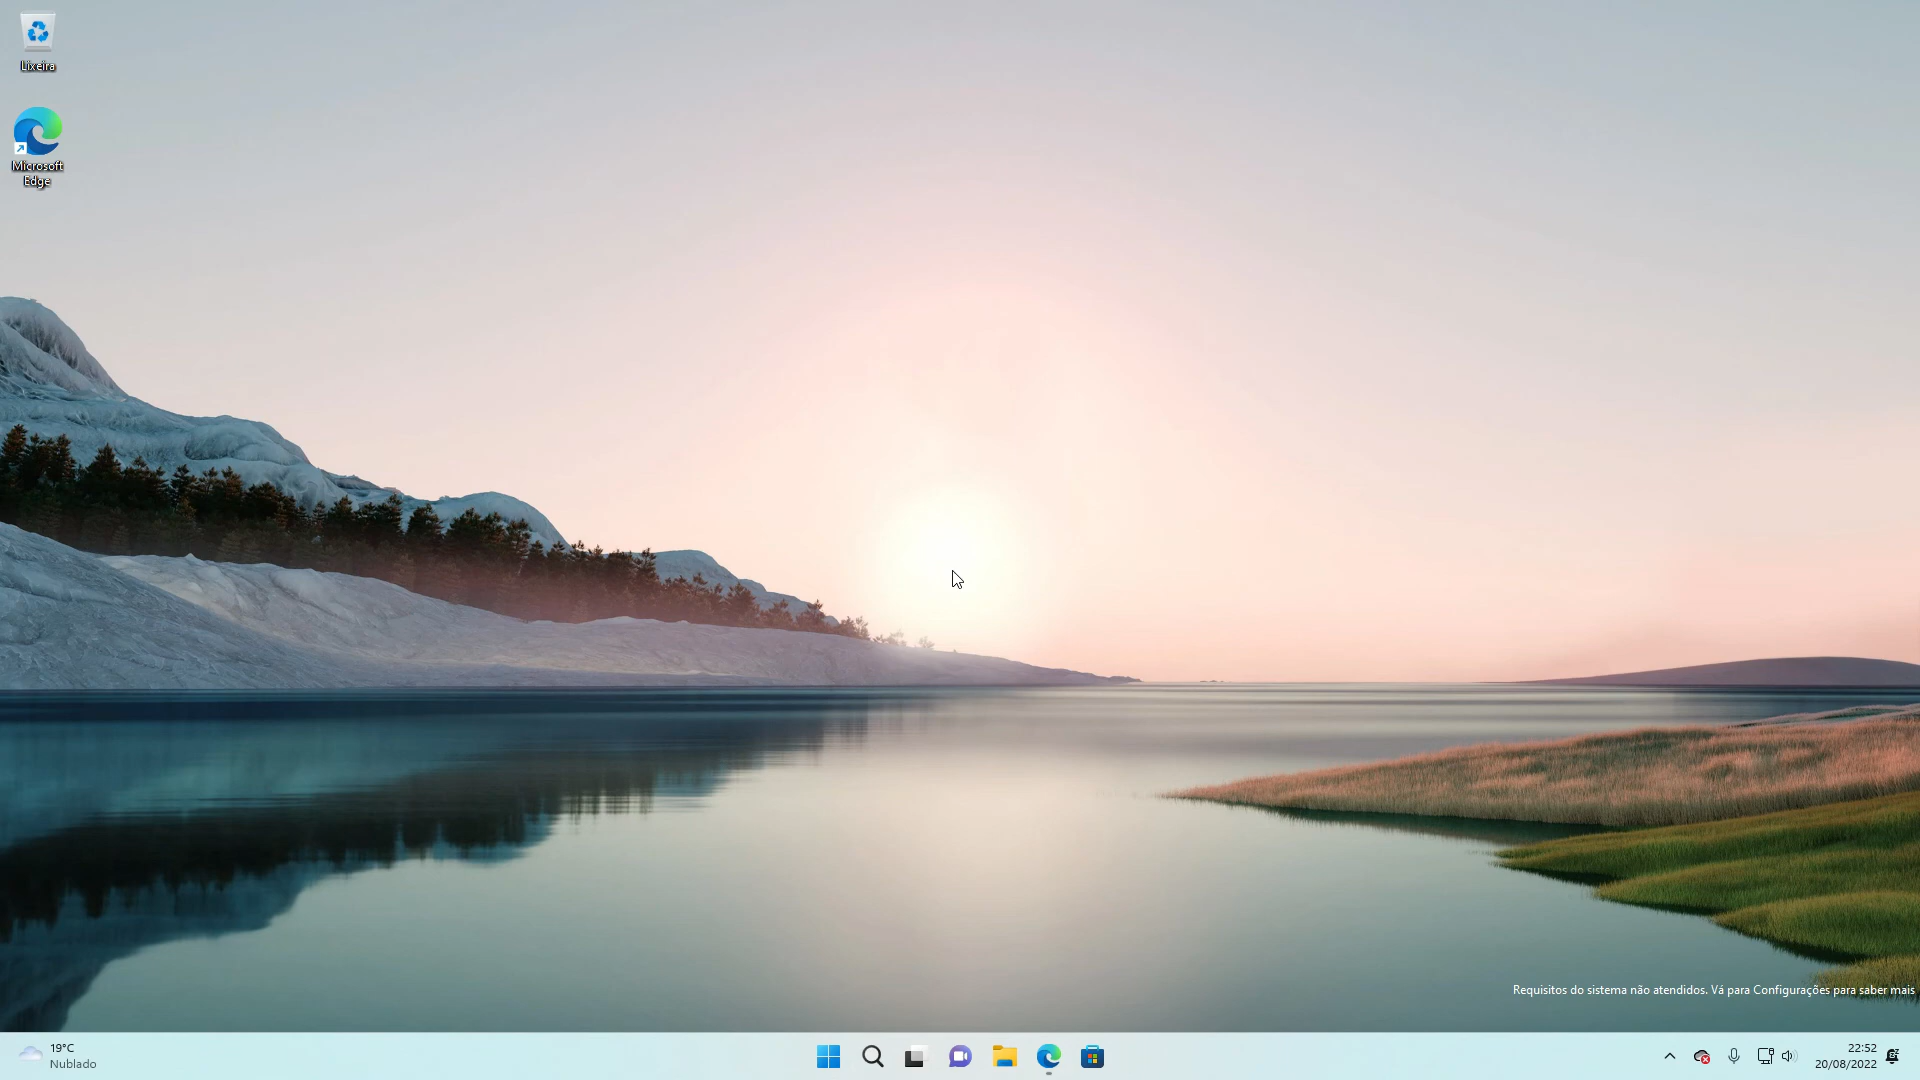 Lixeira
Microsoft
Edge
Requisitos do sistema não atendidos. Vá para Configurações para saber mais
19°C
Nublado
22:52
20/08/2022